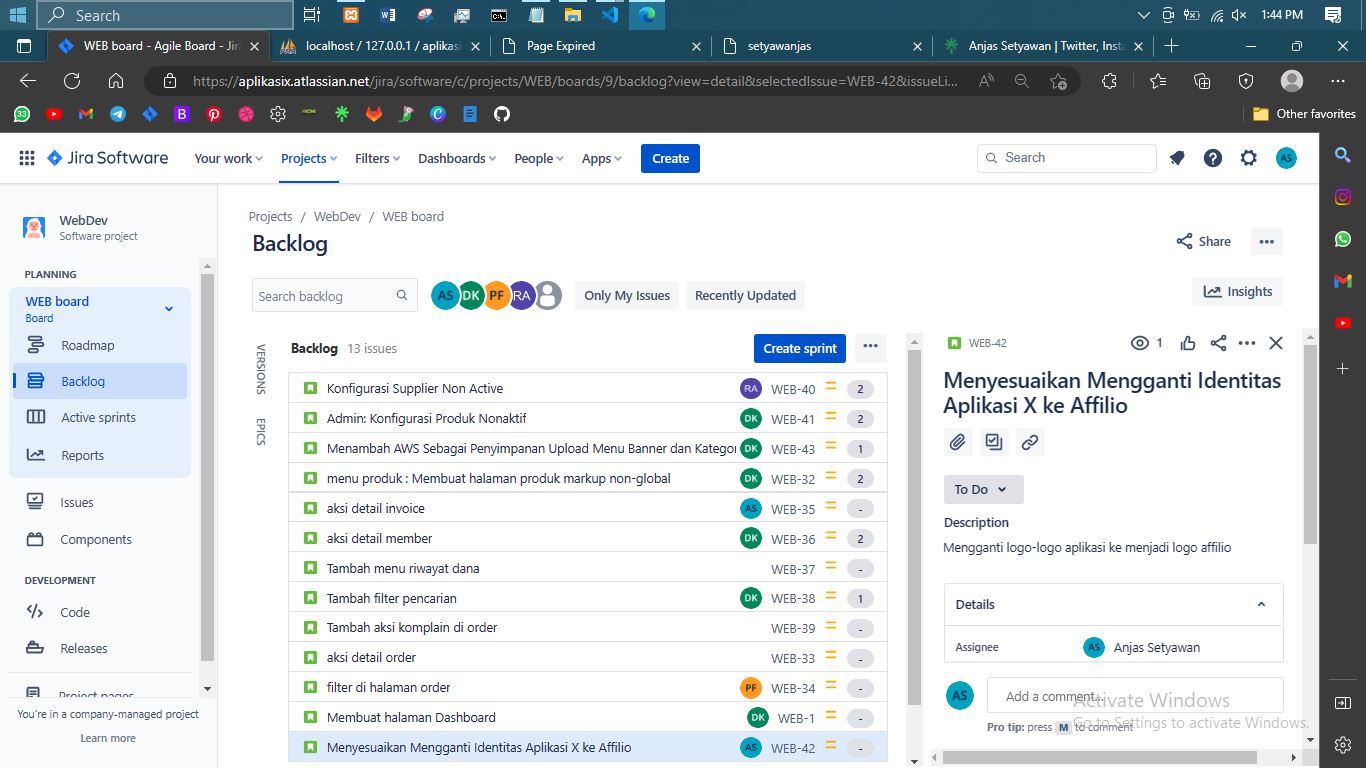 Search
1:44 PM
WEB board - Agile Board - Jir
localhost / 127.0.0.1 / aplikas
Page Expired
setyawanjas
Anjas Setyawan | Twitter, Insta
https://aplikasix.atlassian.net/jira/software/c/projects/WEB/boards/9/backlog?view=detail&selectedIssue=WEB-42&issueLi...
33
Other favorites
Jira Software
Your work
Projects
Filters
Dashboards
People
Apps
Create
Search
AS
WebDev
Software project
PLANNING
WEB board
Board
Roadmap
Backlog
Active sprints
Reports
Issues
Components
DEVELOPMENT
Code
Releases
Project pages
You're in a company-managed project
Learn more
Projects / WebDev / WEB board
Backlog
Share
Search backlog
AS DK PF RA
Only My Issues
Recently Updated
Insights
VERSIONS
EPICS
Backlog 13 issues
Create sprint
Konfigurasi Supplier Non Active RA WEB-40 2
Admin: Konfigurasi Produk Nonaktif DK WEB-41 2
Menambah AWS Sebagai Penyimpanan Upload Menu Banner dan Kategor DK WEB-43 1
menu produk : Membuat halaman produk markup non-global DK WEB-32 2
aksi detail invoice AS WEB-35 -
aksi detail member DK WEB-36 2
Tambah menu riwayat dana WEB-37 -
Tambah filter pencarian DK WEB-38 1
Tambah aksi komplain di order WEB-39 -
aksi detail order WEB-33 -
filter di halaman order PF WEB-34 -
Membuat halaman Dashboard DK WEB-1 -
Menyesuaikan Mengganti Identitas Aplikasi X ke Affilio AS WEB-42 -
WEB-42
1
Menyesuaikan Mengganti Identitas
Aplikasi X ke Affilio
To Do
Description
Mengganti logo-logo aplikasi ke menjadi logo affilio
Details
Assignee
AS Anjas Setyawan
AS
Add a comment...
Pro tip: press M to comment
Activate Windows
Go to Settings to activate Windows.